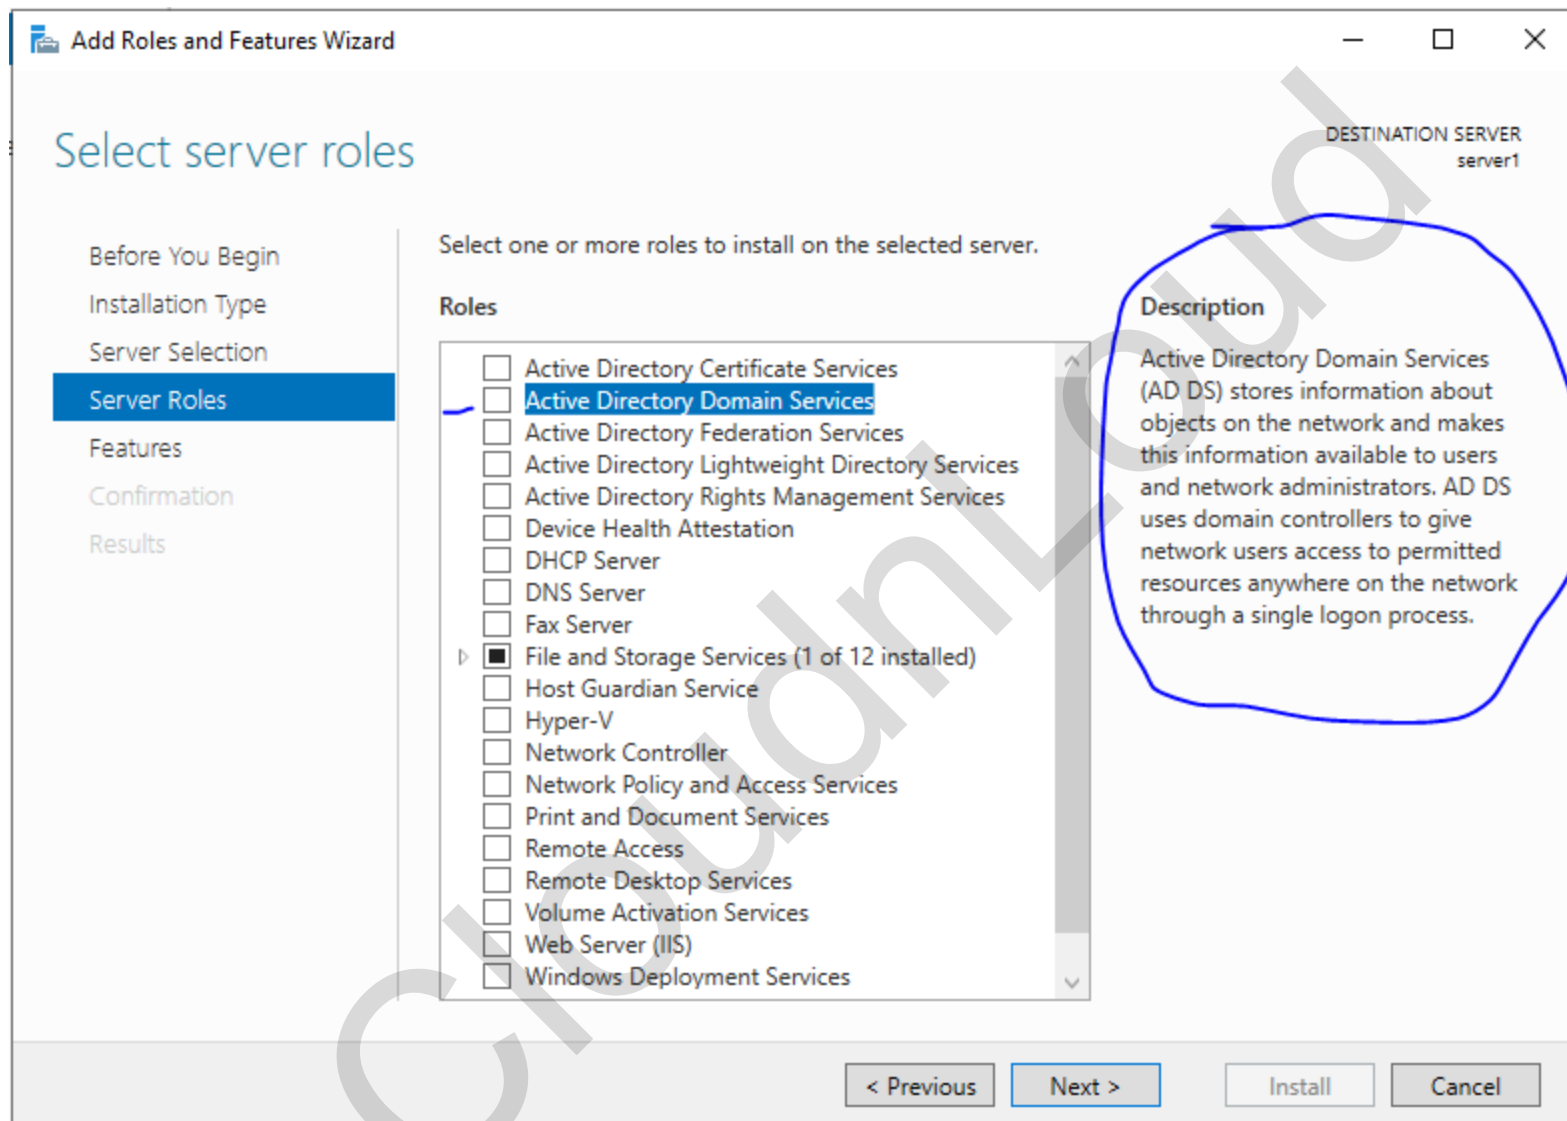 Add Roles and Features Wizard
Select server roles
DESTINATION SERVER
server1
Before You Begin
Installation Type
Server Selection
Server Roles
Features
Confirmation
Results
Select one or more roles to install on the selected server.
Roles
Active Directory Certificate Services
Active Directory Domain Services
Active Directory Federation Services
Active Directory Lightweight Directory Services
Active Directory Rights Management Services
Device Health Attestation
DHCP Server
DNS Server
Fax Server
File and Storage Services (1 of 12 installed)
Host Guardian Service
Hyper-V
Network Controller
Network Policy and Access Services
Print and Document Services
Remote Access
Remote Desktop Services
Volume Activation Services
Web Server (IIS)
Windows Deployment Services
Description
Active Directory Domain Services
(AD DS) stores information about
objects on the network and makes
this information available to users
and network administrators. AD DS
uses domain controllers to give
network users access to permitted
resources anywhere on the network
through a single logon process.
< Previous
Next >
Install
Cancel
CloudnLoud